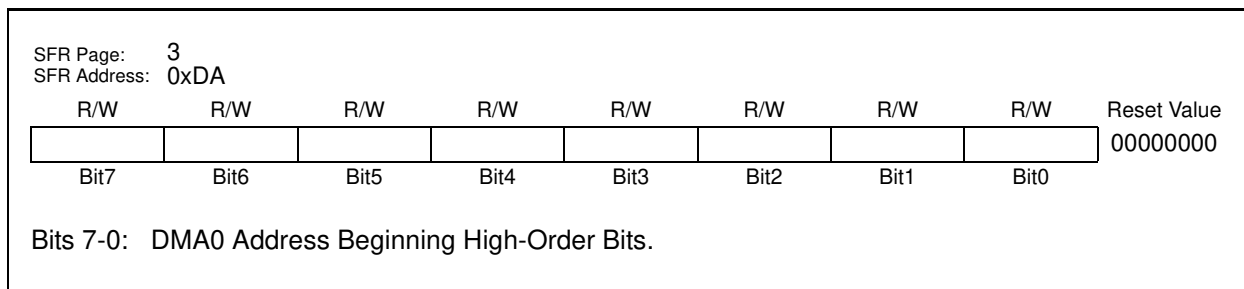 SFR Page: 3
SFR Address: 0xDA
R/W R/W R/W R/W R/W R/W R/W R/W Reset Value
00000000
Bit7 Bit6 Bit5 Bit4 Bit3 Bit2 Bit1 Bit0
Bits 7-0: DMA0 Address Beginning High-Order Bits.